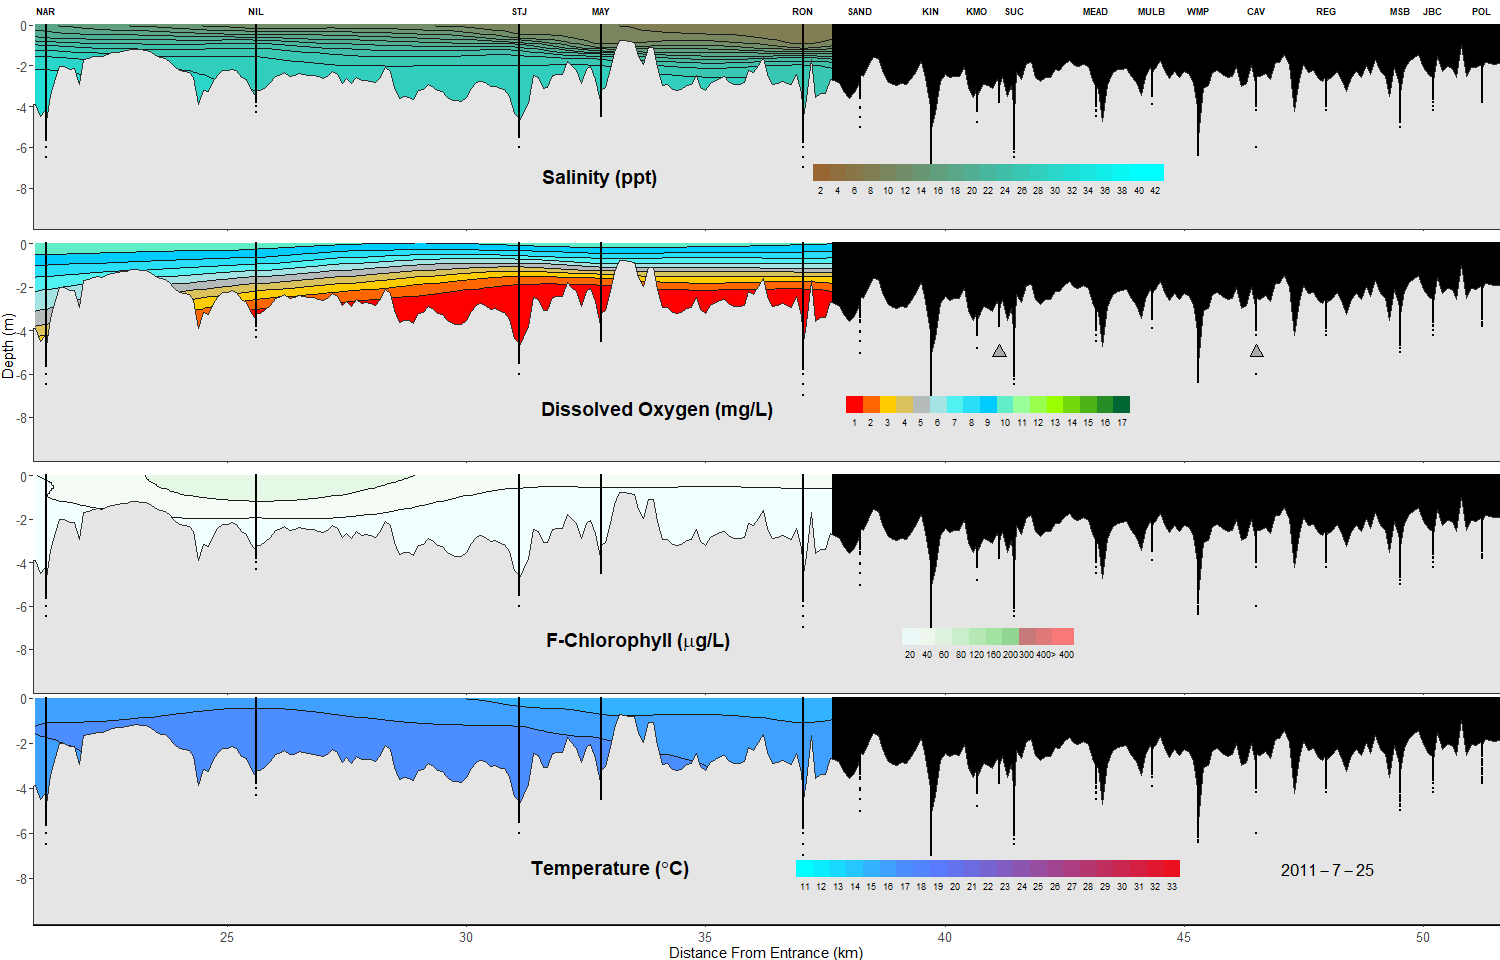 NAR NIL STJ MAY RON SAND KIN KMO SUC MEAD MULB WMP CAV REG MSB JBC POL
0
-2
-4
-6
-8
Salinity (ppt)
2 4 6 8 10 12 14 16 18 20 22 24 26 28 30 32 34 36 38 40 42
0
-2
-4
-6
-8
Depth (m)
Dissolved Oxygen (mg/L)
1 2 3 4 5 6 7 8 9 10 11 12 13 14 15 16 17
0
-2
-4
-6
-8
F-Chlorophyll (μg/L)
20 40 60 80 120 160 200 300 400> 400
0
-2
-4
-6
-8
Temperature (°C)
11 12 13 14 15 16 17 18 19 20 21 22 23 24 25 26 27 28 29 30 31 32 33
2011 – 7 – 25
25 30 35 40 45 50
Distance From Entrance (km)